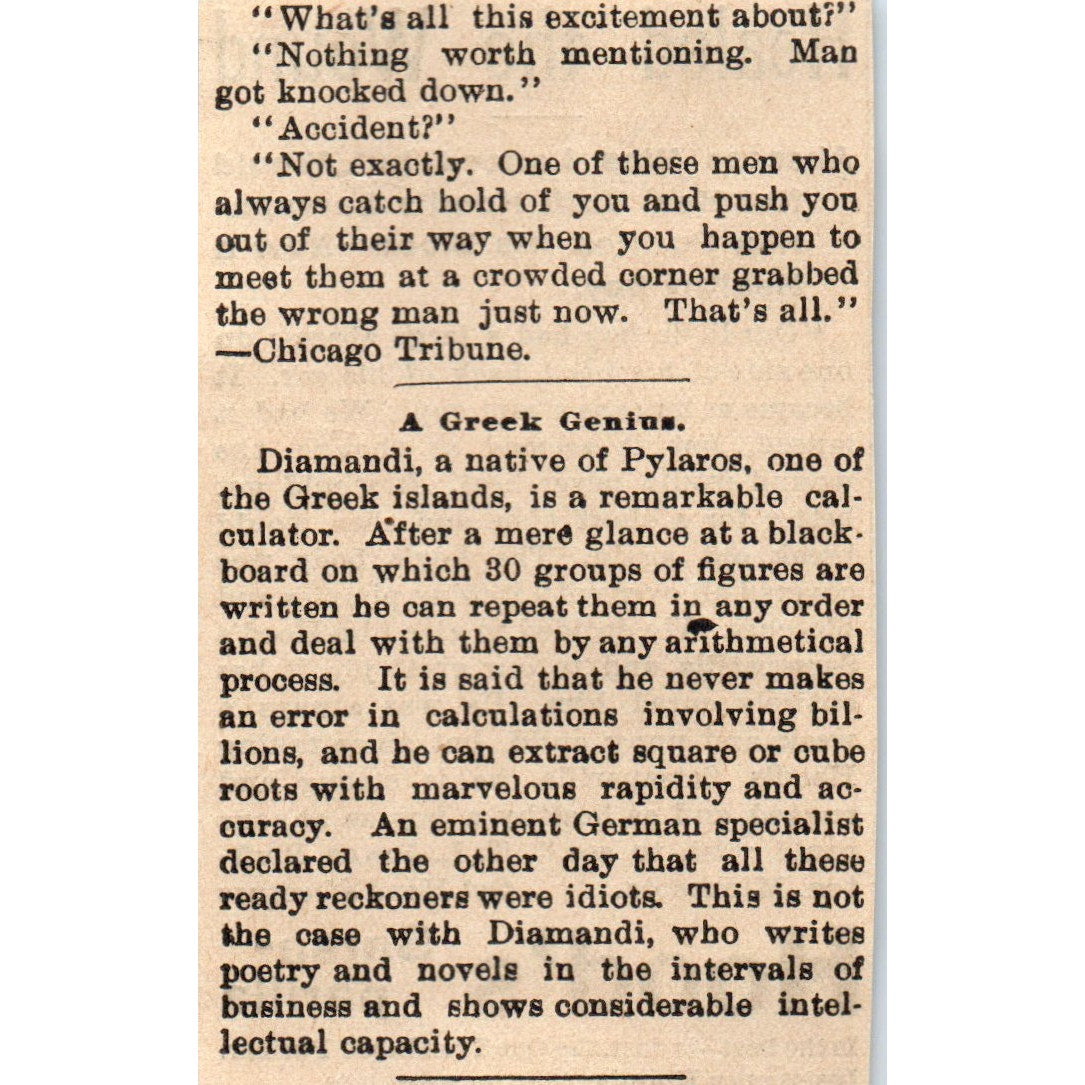 "What's all this excitement about?"
"Nothing worth mentioning. Man
got knocked down."
"Accident?"
"Not exactly. One of these men who
always catch hold of you and push you
out of their way when you happen to
meet them at a crowded corner grabbed
the wrong man just now. That's all."
—Chicago Tribune.
A Greek Genius.
Diamandi, a native of Pylaros, one of
the Greek islands, is a remarkable cal-
culator. After a mere glance at a black-
board on which 30 groups of figures are
written he can repeat them in any order
and deal with them by any arithmetical
process. It is said that he never makes
an error in calculations involving bil-
lions, and he can extract square or cube
roots with marvelous rapidity and ac-
curacy. An eminent German specialist
declared the other day that all these
ready reckoners were idiots. This is not
the case with Diamandi, who writes
poetry and novels in the intervals of
business and shows considerable intel-
lectual capacity.